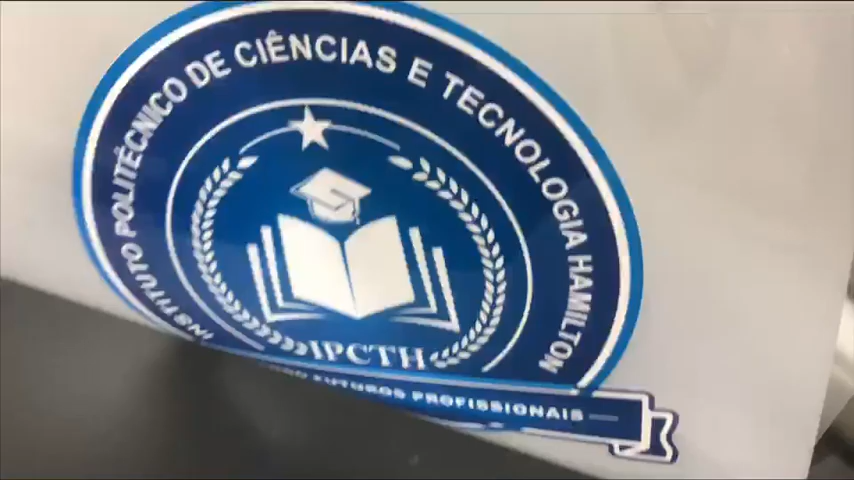 INSTITUTO POLITÉCNICO DE CIÊNCIAS E TECNOLOGIA HAMILTON
IPCTH
FUTUROS PROFISSIONAIS